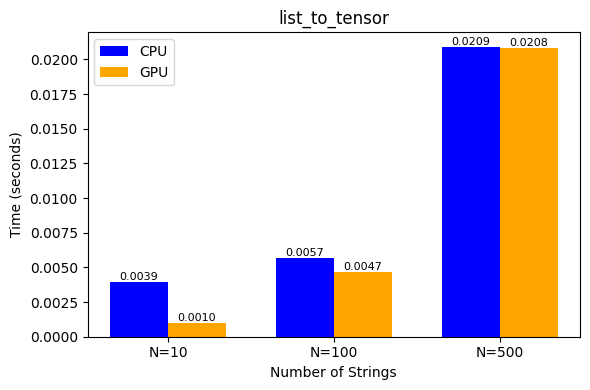 list_to_tensor
CPU
GPU
Time (seconds)
0.0200
0.0175
0.0150
0.0125
0.0100
0.0075
0.0050
0.0025
0.0000
0.0039
0.0010
0.0057
0.0047
0.0209
0.0208
N=10
N=100
N=500
Number of Strings